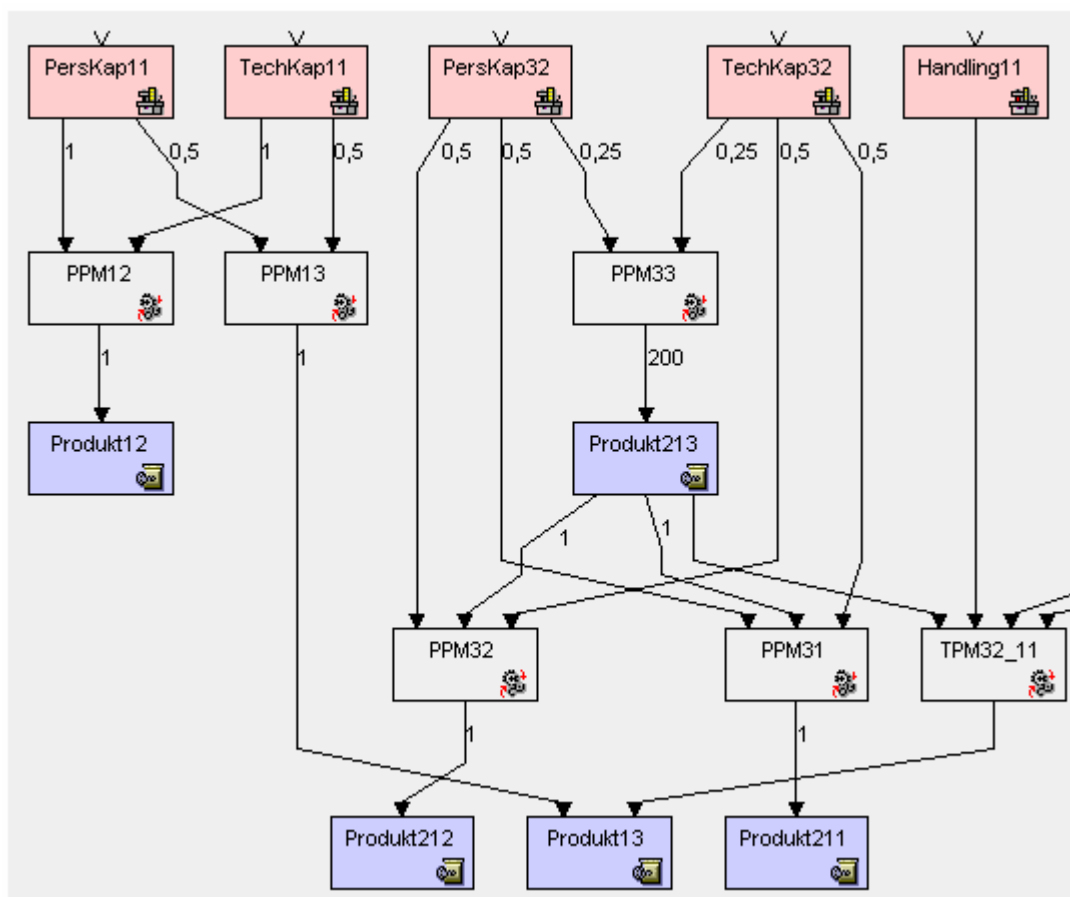 PersKap11
TechKap11
PersKap32
TechKap32
Handling11
1
0,5
1
0,5
0,5
0,5
0,25
0,25
0,5
0,5
PPM12
PPM13
PPM33
1
1
200
Produkt12
Produkt213
1
1
PPM32
PPM31
TPM32_11
1
1
Produkt212
Produkt13
Produkt211